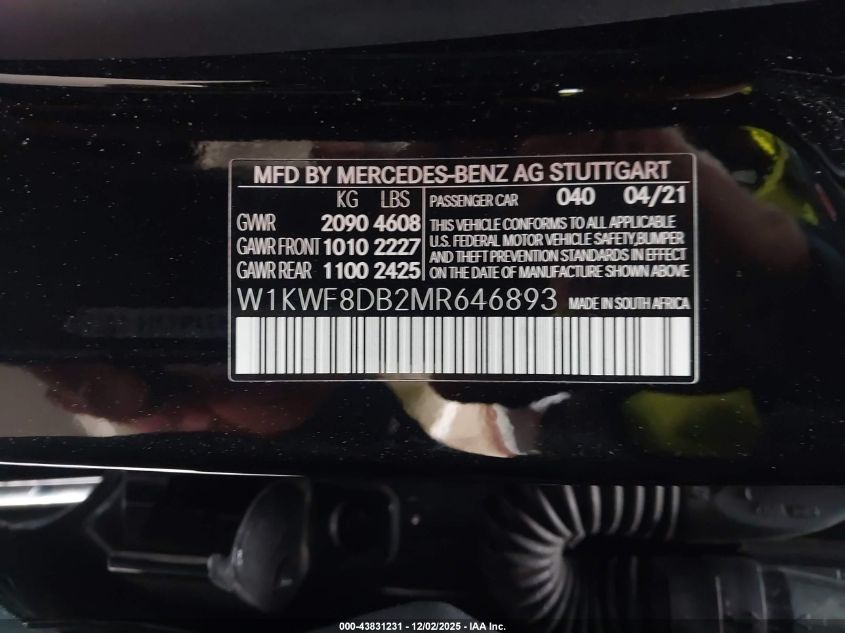 MFD BY MERCEDES-BENZ AG STUTTGART
KG LBS
GWWR 2090 4608
GAWR FRONT 1010 2227
GAWR REAR 1100 2425
PASSENGER CAR 040 04/21
THIS VEHICLE CONFORMS TO ALL APPLICABLE
U.S. FEDERAL MOTOR VEHICLE SAFETY,BUMPER
AND THEFT PREVENTION STANDARDS IN EFFECT
ON THE DATE OF MANUFACTURE SHOWN ABOVE
W1KWF8DB2MR646893 MADE IN SOUTH AFRICA
000-43831231 - 12/02/2025 - IAA Inc.